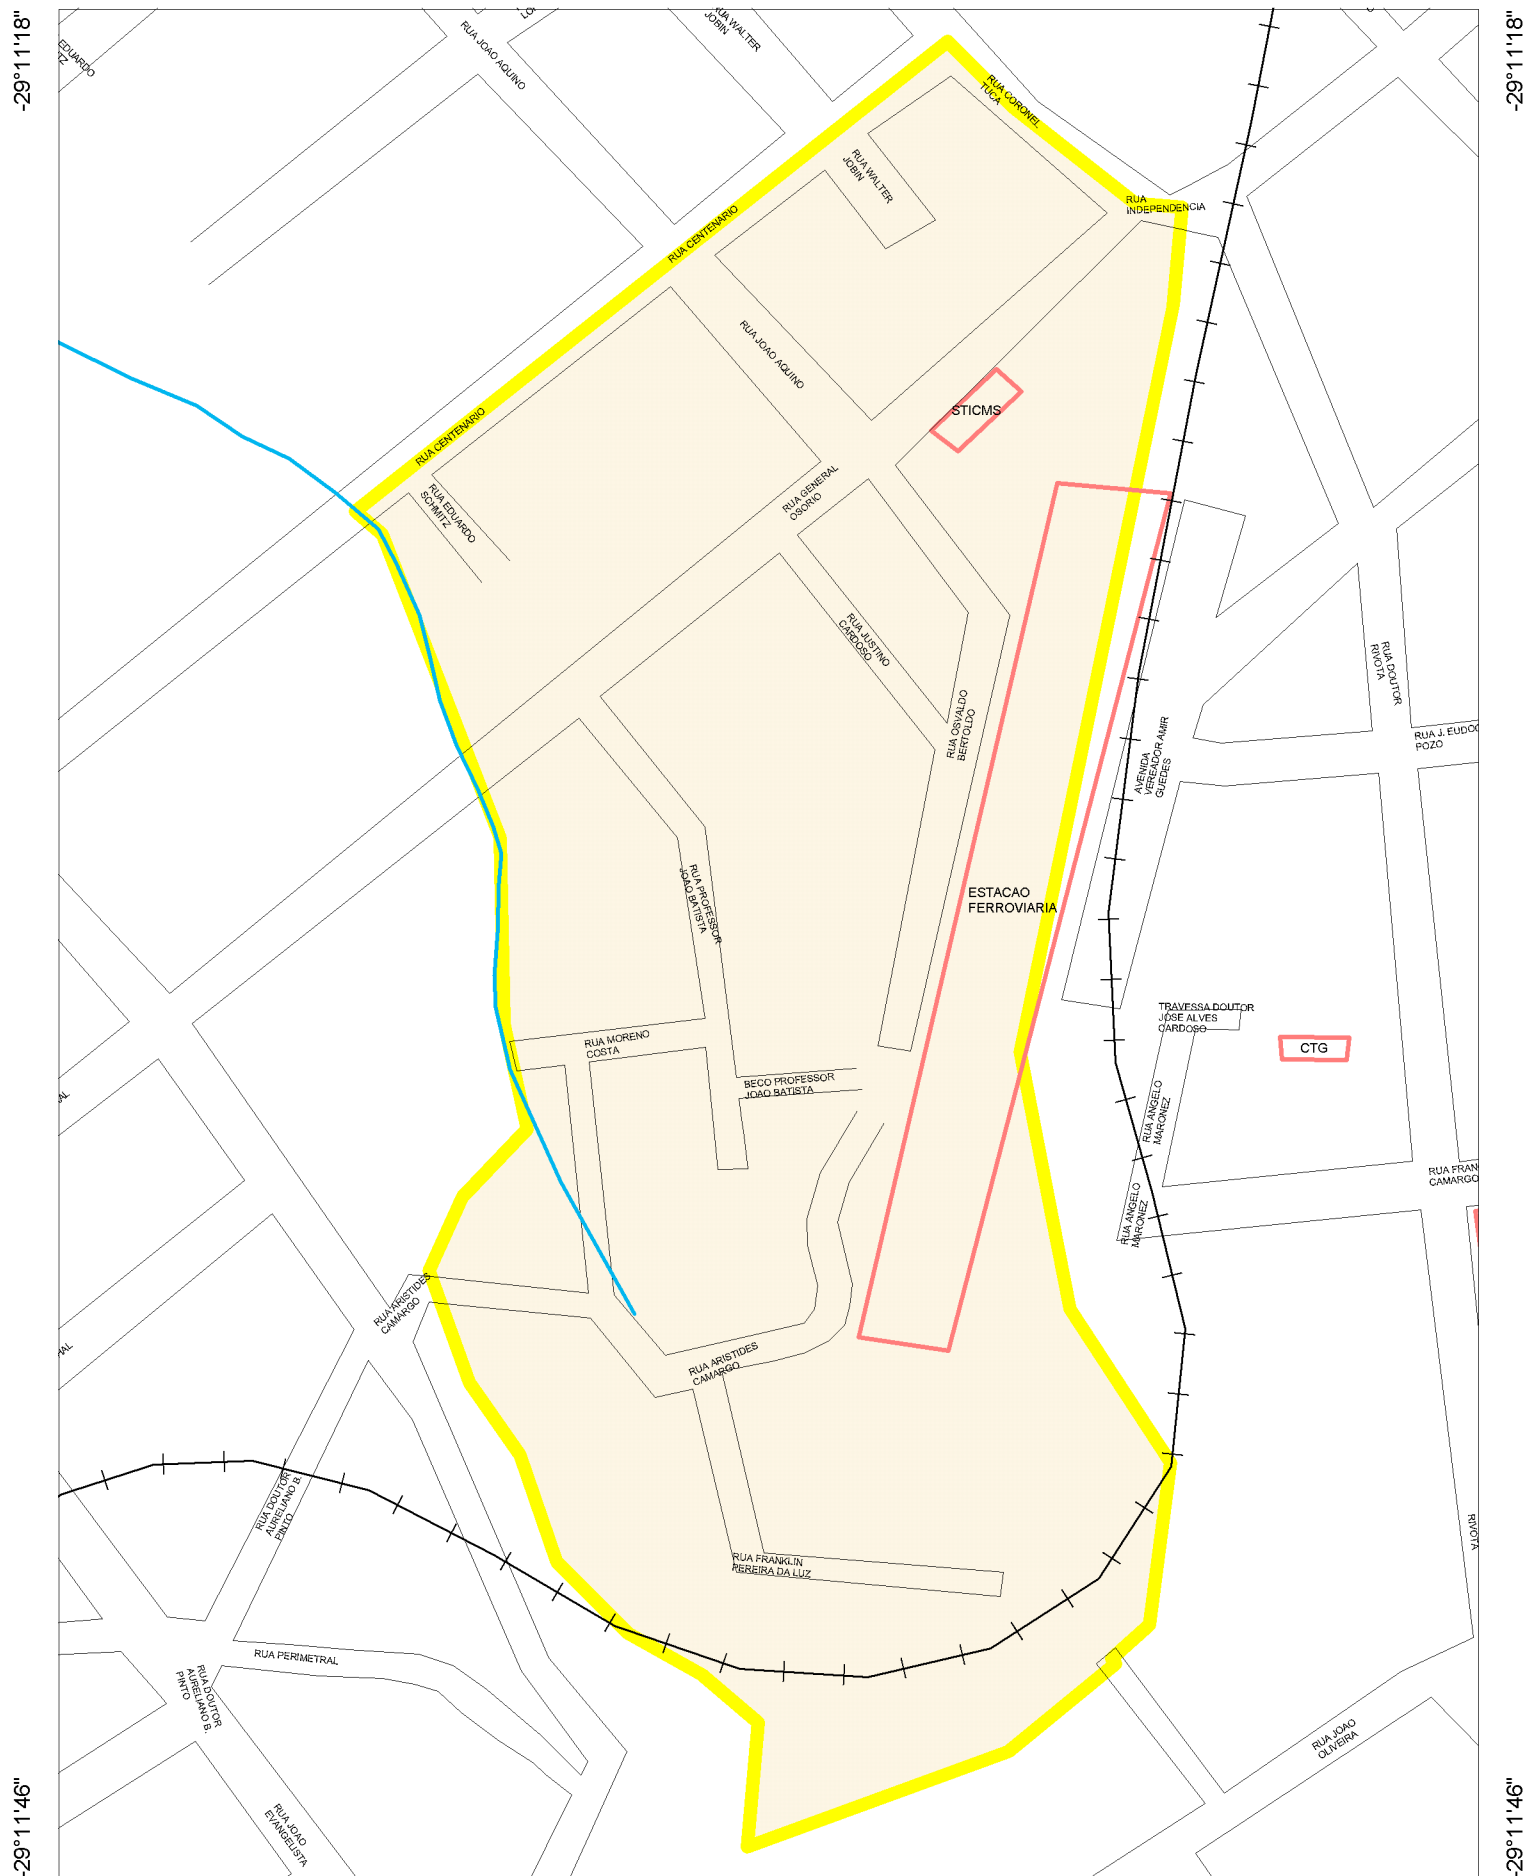 -29°11'18"
-29°11'18"
EDUARDO
RUA JOAO AQUINO
RUA WALTER
JOBIN
RUA CORONEL
TUCA
RUA WALTER
JOBIN
RUA
INDEPENDENCIA
RUA CENTENARIO
RUA JOAO AQUINO
RUA CENTENARIO
STICMS
RUA EDUARDO
SCHMITZ
RUA GENERAL
OSORIO
RUA JUSTINO
CARDOSO
RUA DOUTOR
RIVOTA
RUA OSVALDO
BERTOLDO
AVENIDA
VEREADOR AMIR
GUEDES
RUA J. EUDOC
POZO
RUA PROFESSOR
JOAO BATISTA
ESTACAO
FERROVIARIA
TRAVESSA DOUTOR
JOSE ALVES
CARDOSO
CTG
RUA MORENO
COSTA
BECO PROFESSOR
JOAO BATISTA
RUA ANGELO
MARONEZ
RUA FRAN
CAMARGO
RUA ANGELO
MARONEZ
RUA ARISTIDES
CAMARGO
RUA ARISTIDES
CAMARGO
RUA DOUTOR
AURELIANO B.
PINTO
RIVOTA
RUA FRANKLIN
PEREIRA DA LUZ
RUA PERIMETRAL
RUA DOUTOR
AURELIANO B.
PINTO
RUA JOAO
OLIVEIRA
RUA JOAO
EVANGELISTA
-29°11'46"
-29°11'46"